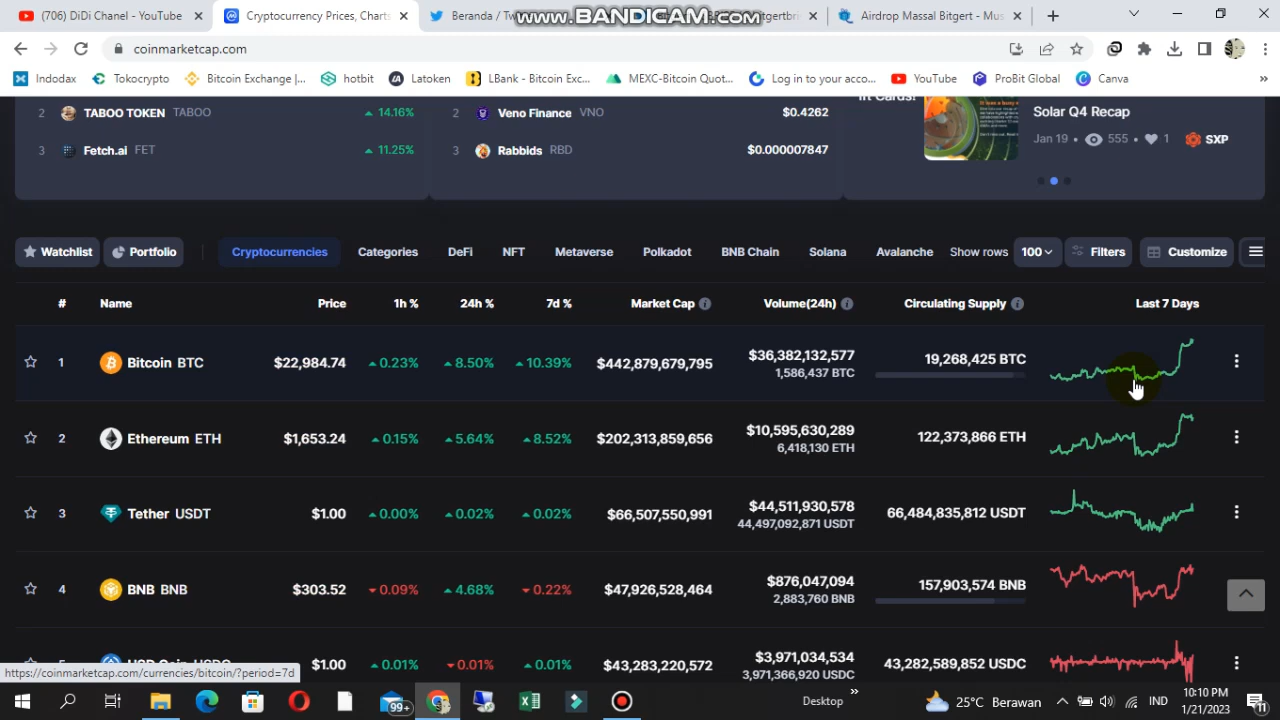 (706) DiDi Chanel - YouTube
Cryptocurrency Prices, Charts
Beranda / Tw
www.BANDICAM.com
gertbri
Airdrop Massal Bitgert - Mus
coinmarketcap.com
Indodax
Tokocrypto
Bitcoin Exchange |...
hotbit
Latoken
LBank - Bitcoin Exc...
MEXC-Bitcoin Quot...
Log in to your acco...
YouTube
ProBit Global
Canva
»
2 TABOO TOKEN TABOO 14.16%
2 Veno Finance VNO $0.4262
3 Fetch.ai FET 11.25%
3 Rabbids RBD $0.000007847
Solar Q4 Recap
Jan 19 • 555 • 1 SXP
Watchlist Portfolio Cryptocurrencies Categories DeFi NFT Metaverse Polkadot BNB Chain Solana Avalanche Show rows 100 Filters Customize
# Name Price 1h % 24h % 7d % Market Cap Volume(24h) Circulating Supply Last 7 Days
1 Bitcoin BTC $22,984.74 0.23% 8.50% 10.39% $442,879,679,795 $36,382,132,577 19,268,425 BTC
1,586,437 BTC
2 Ethereum ETH $1,653.24 0.15% 5.64% 8.52% $202,313,859,656 $10,595,630,289 122,373,866 ETH
6,418,130 ETH
3 Tether USDT $1.00 0.00% 0.02% 0.02% $66,507,550,991 $44,511,930,578 66,484,835,812 USDT
44,497,092,871 USDT
4 BNB BNB $303.52 0.09% 4.68% 0.22% $47,926,528,464 $876,047,094 157,903,574 BNB
2,883,760 BNB
$1.00 0.01% 0.01% 0.01% $43,283,220,572 $3,971,034,534 43,282,589,852 USDC
3,971,366,920 USDC
https://coinmarketcap.com/currencies/bitcoin/?period=7d
99+
Desktop
»
25°C Berawan
IND
10:10 PM
1/21/2023
11